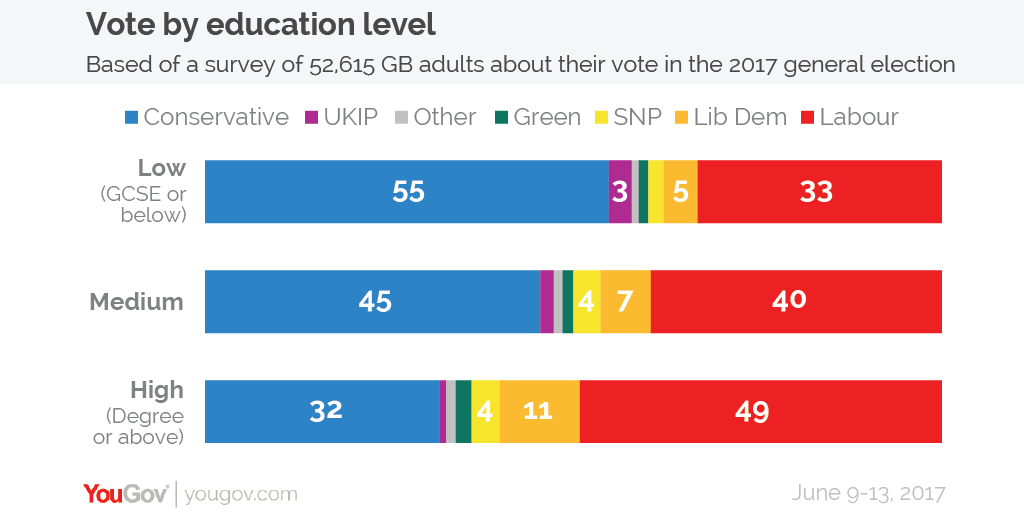 Vote by education level
Based of a survey of 52,615 GB adults about their vote in the 2017 general election
Conservative UKIP Other Green SNP Lib Dem Labour
Low
(GCSE or
below)
55 3 5 33
Medium
45 4 7 40
High
(Degree
or above)
32 4 11 49
YouGov yougov.com
June 9-13, 2017